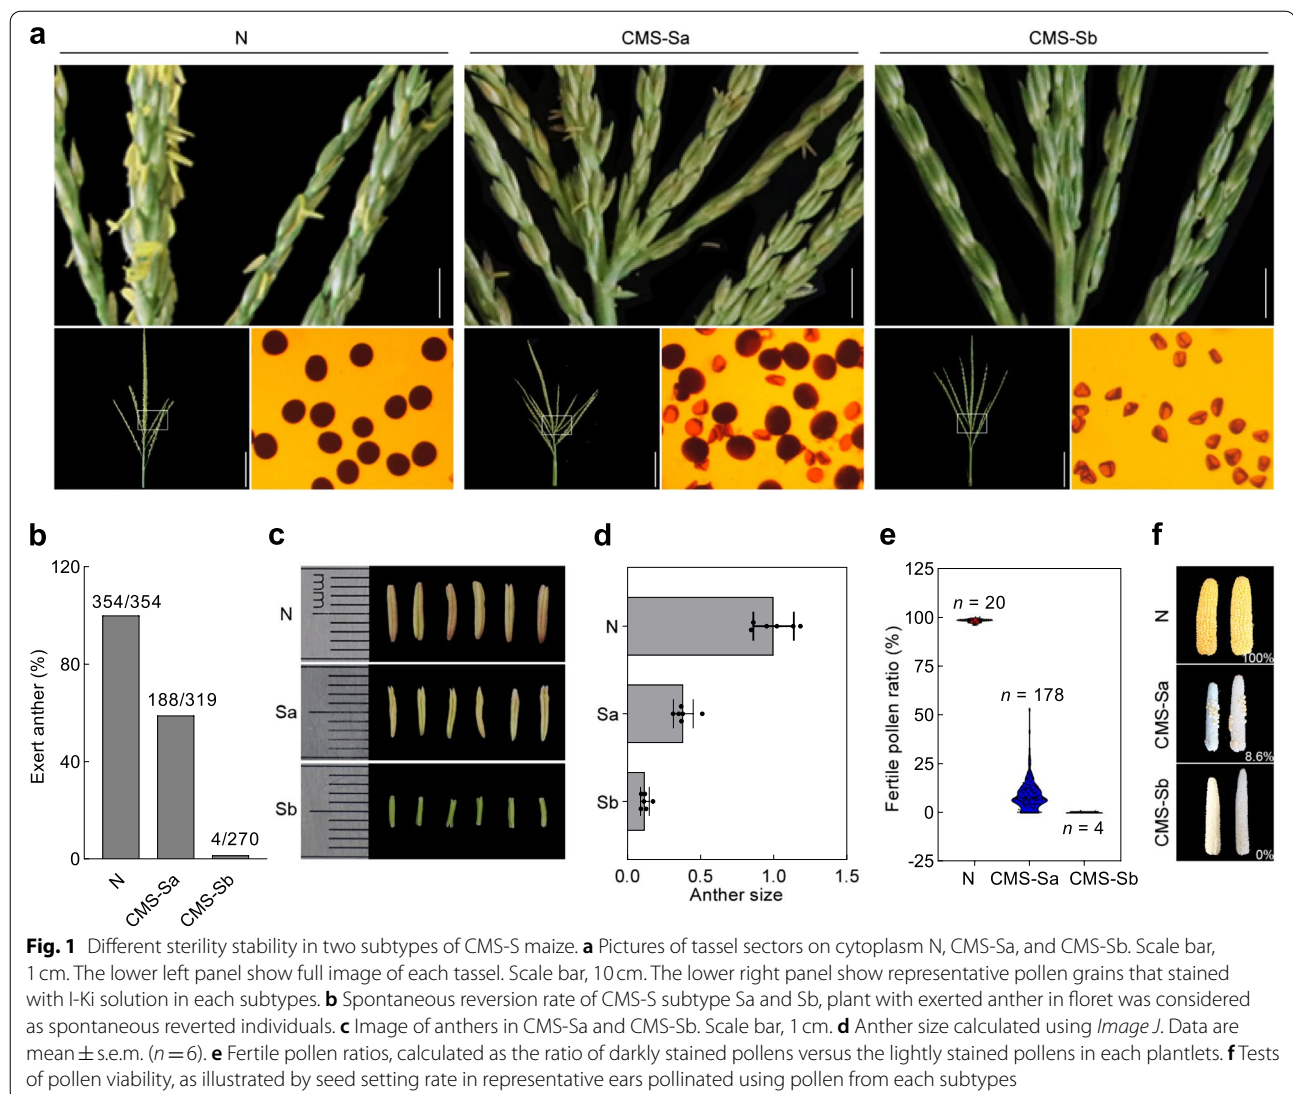 a
N
CMS-Sa
CMS-Sb
b
Exert anther (%)
120
80
40
0
354/354
188/319
4/270
N
CMS-Sa
CMS-Sb
c
mm
N
Sa
Sb
d
N
Sa
Sb
0.0 0.5 1.0 1.5
Anther size
e
Fertile pollen ratio (%)
125
100
75
50
25
0
-25
n = 20
n = 178
n = 4
N CMS-Sa CMS-Sb
f
N
100%
CMS-Sa
8.6%
CMS-Sb
0%
Fig. 1 Different sterility stability in two subtypes of CMS-S maize. a Pictures of tassel sectors on cytoplasm N, CMS-Sa, and CMS-Sb. Scale bar,
1 cm. The lower left panel show full image of each tassel. Scale bar, 10 cm. The lower right panel show representative pollen grains that stained
with I-Ki solution in each subtypes. b Spontaneous reversion rate of CMS-S subtype Sa and Sb, plant with exerted anther in floret was considered
as spontaneous reverted individuals. c Image of anthers in CMS-Sa and CMS-Sb. Scale bar, 1 cm. d Anther size calculated using Image J. Data are
mean ± s.e.m. (n = 6). e Fertile pollen ratios, calculated as the ratio of darkly stained pollens versus the lightly stained pollens in each plantlets. f Tests
of pollen viability, as illustrated by seed setting rate in representative ears pollinated using pollen from each subtypes